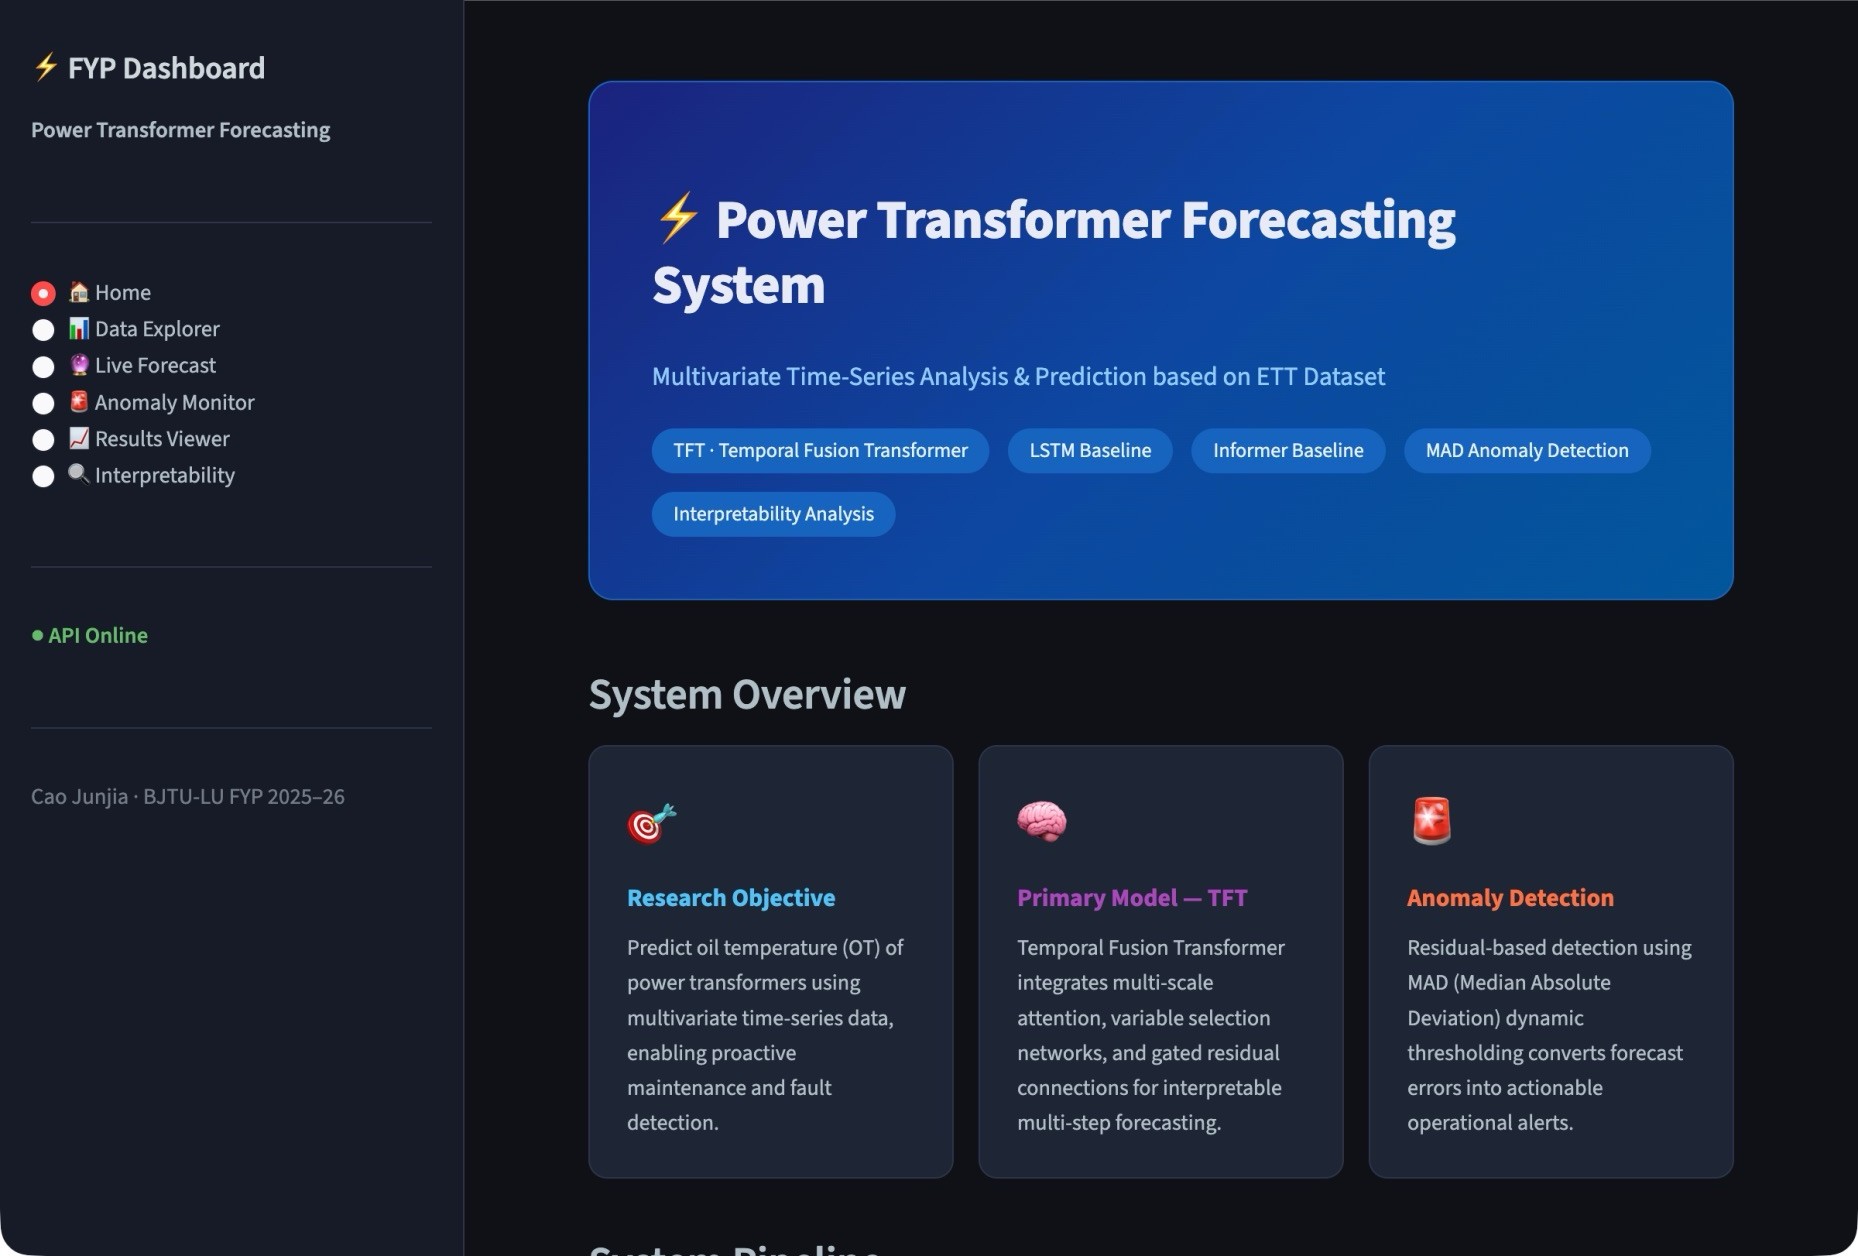 ⚡ FYP Dashboard
Power Transformer Forecasting
🏠 Home
📊 Data Explorer
🔮 Live Forecast
🚨 Anomaly Monitor
📈 Results Viewer
🔍 Interpretability
● API Online
Cao Junjia · BJTU-LU FYP 2025–26
⚡ Power Transformer Forecasting
System
Multivariate Time-Series Analysis & Prediction based on ETT Dataset
TFT · Temporal Fusion Transformer
LSTM Baseline
Informer Baseline
MAD Anomaly Detection
Interpretability Analysis
System Overview
Research Objective
Predict oil temperature (OT) of
power transformers using
multivariate time-series data,
enabling proactive
maintenance and fault
detection.
Primary Model — TFT
Temporal Fusion Transformer
integrates multi-scale
attention, variable selection
networks, and gated residual
connections for interpretable
multi-step forecasting.
Anomaly Detection
Residual-based detection using
MAD (Median Absolute
Deviation) dynamic
thresholding converts forecast
errors into actionable
operational alerts.
System Pipeline